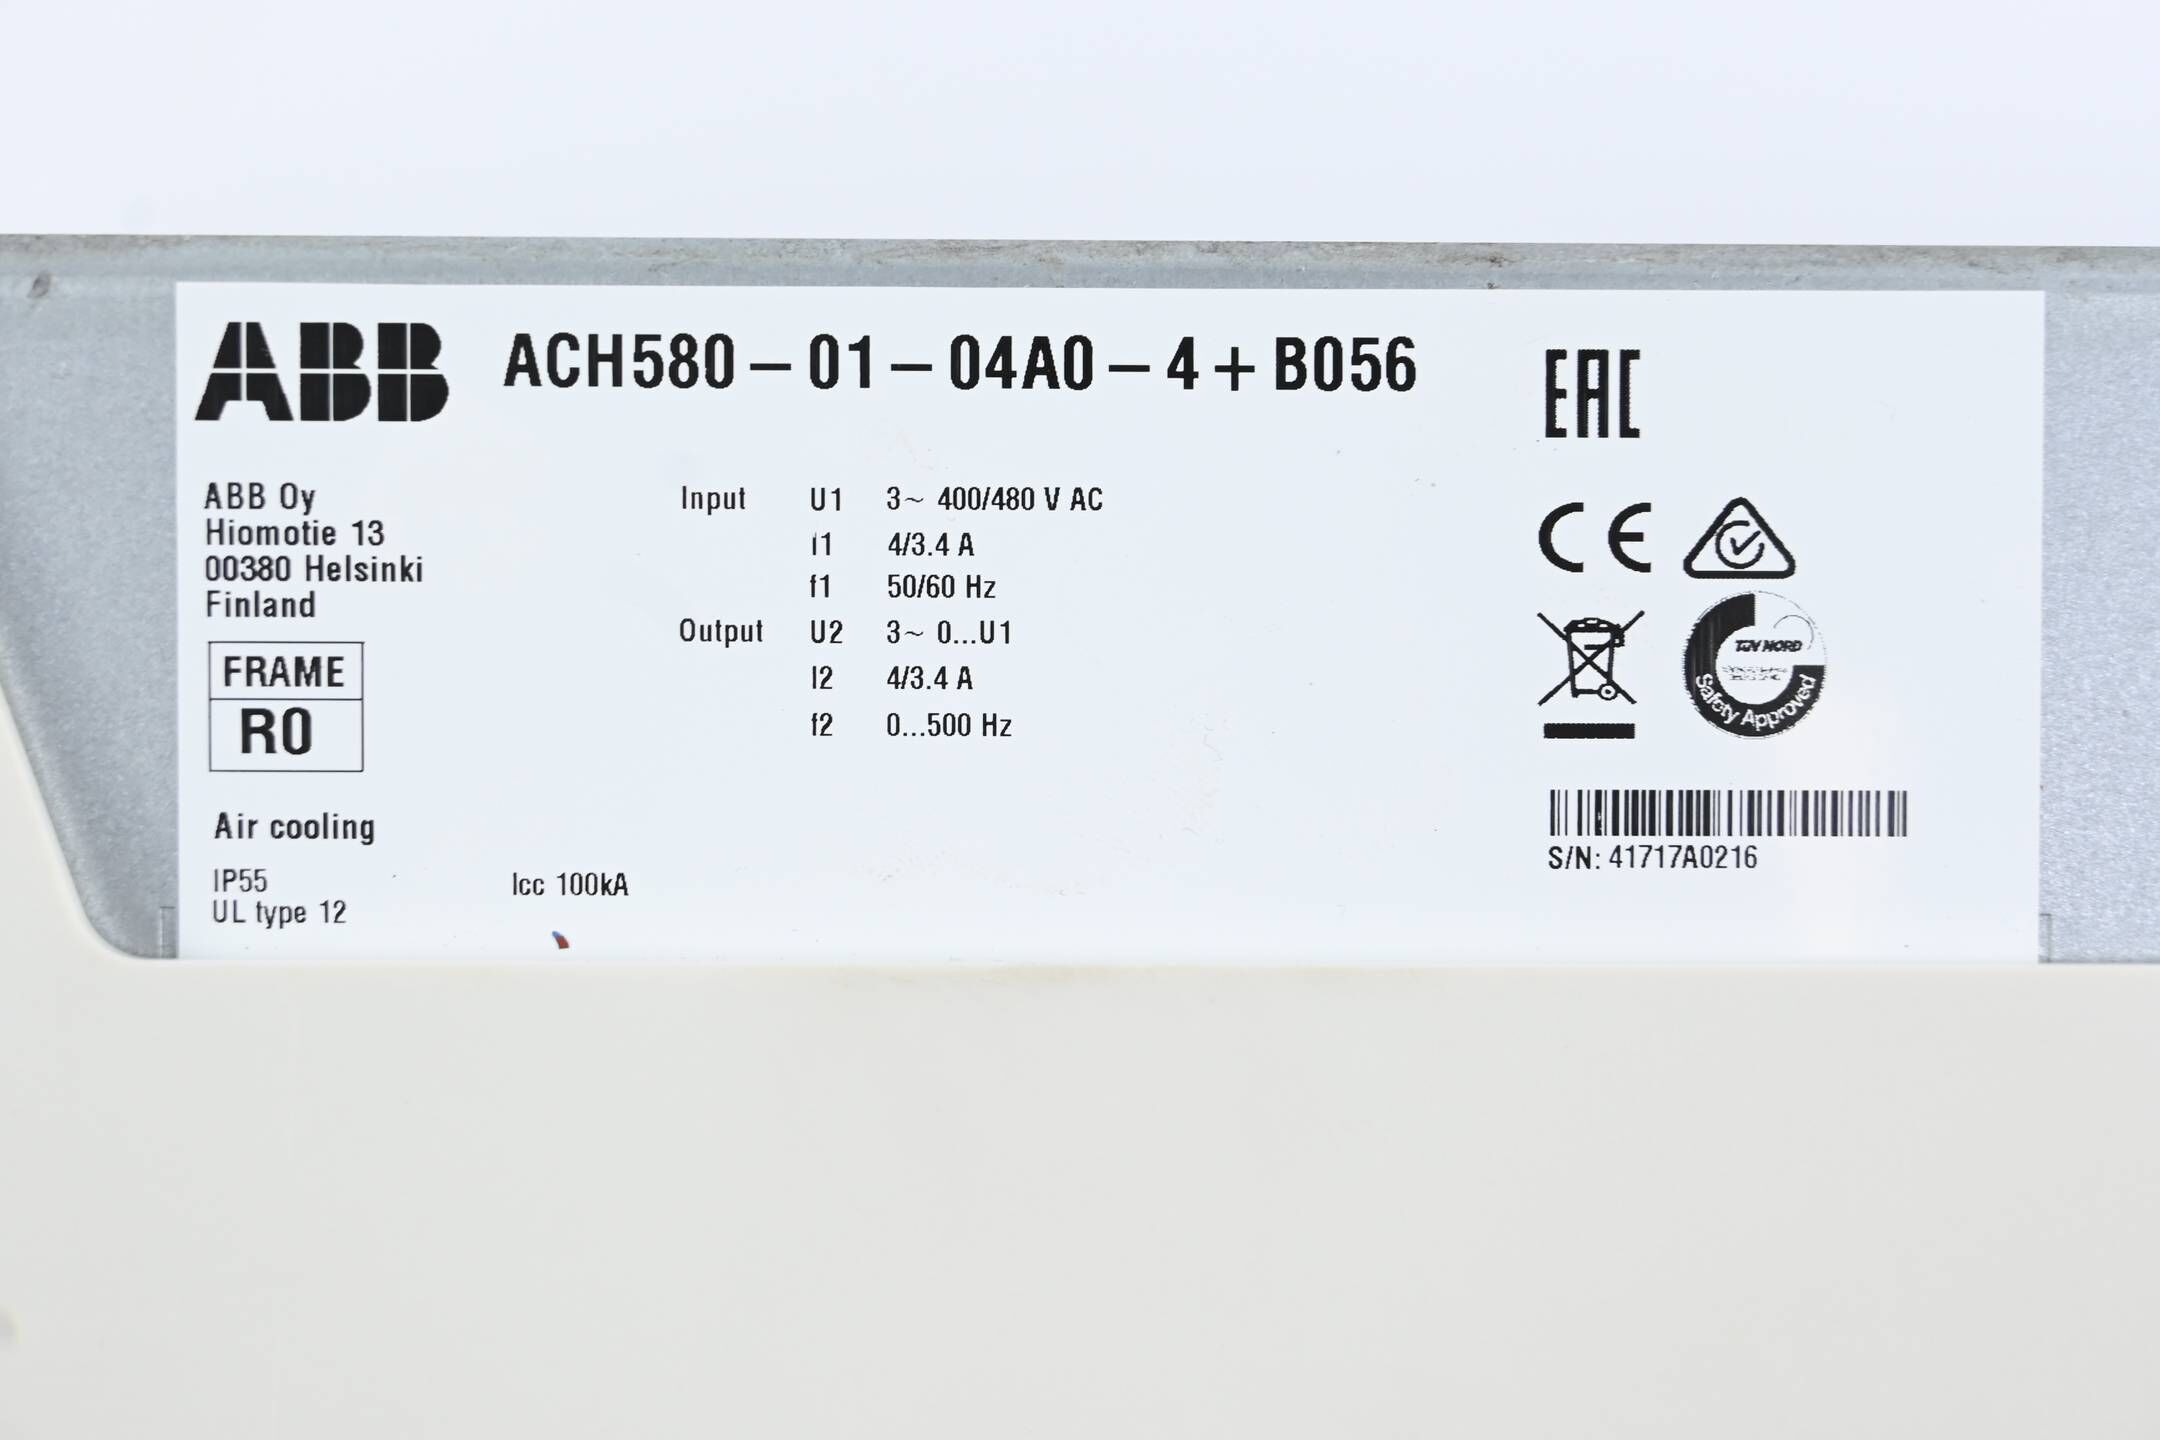 ABB ACH580-01-04A0-4+B056
EAC
ABB Oy
Hiomotie 13
00380 Helsinki
Finland
FRAME
R0
Air cooling
IP55
UL type 12
Icc 100kA
Input U1 3~ 400/480 V AC
I1 4/3.4 A
f1 50/60 Hz
Output U2 3~ 0...U1
I2 4/3.4 A
f2 0...500 Hz
CE
TÜV NORD
Safety Approved
S/N: 41717A0216